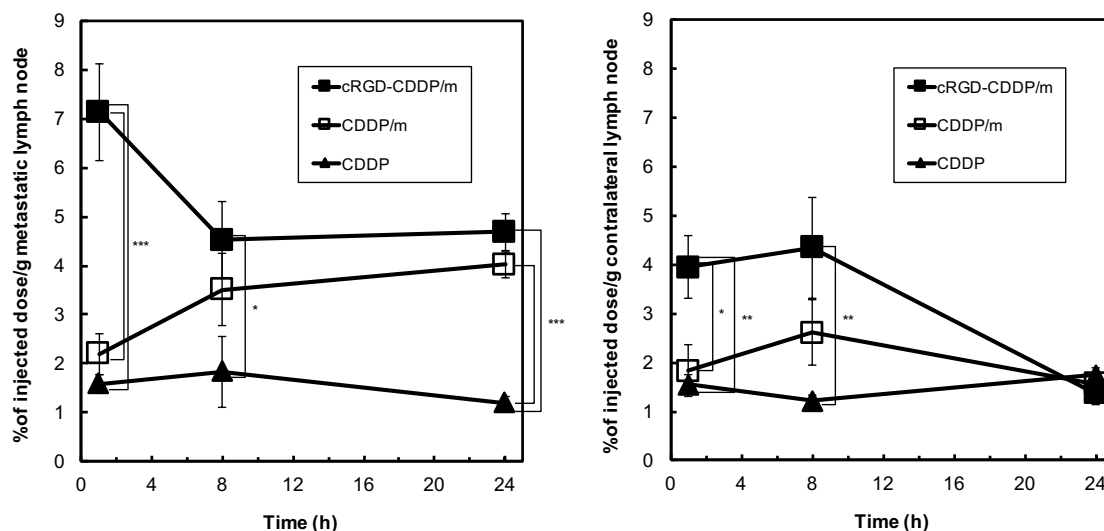 %of injected dose/g metastatic lymph node
9
8
7
6
5
4
3
2
1
0
cRGD-CDDP/m
CDDP/m
CDDP
***
*
***
0 4 8 12 16 20 24
Time (h)
%of injected dose/g contralateral lymph node
9
8
7
6
5
4
3
2
1
0
cRGD-CDDP/m
CDDP/m
CDDP
*
**
**
0 4 8 12 16 20 24
Time (h)